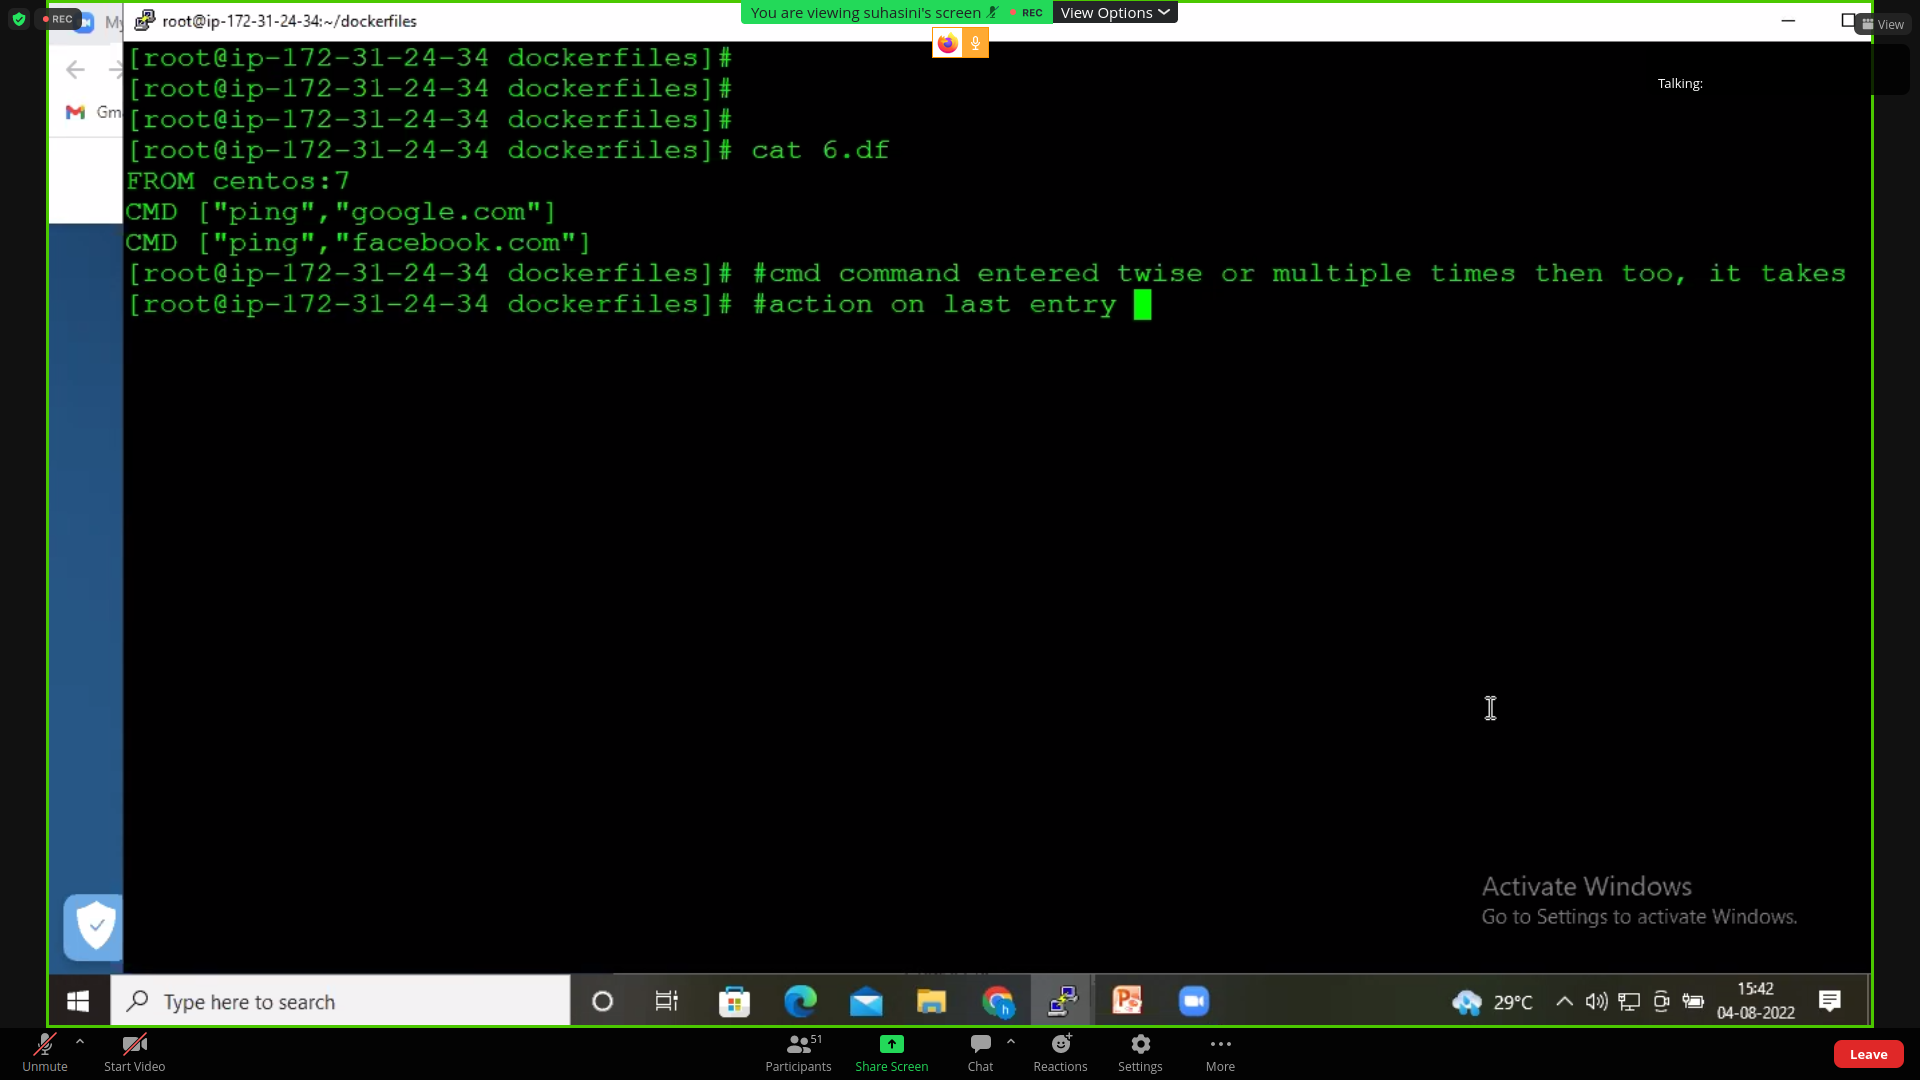 REC
My
root@ip-172-31-24-34:~/dockerfiles
You are viewing suhasini's screen
REC
View Options
View
Talking:
Gma
[root@ip-172-31-24-34 dockerfiles]#
[root@ip-172-31-24-34 dockerfiles]#
[root@ip-172-31-24-34 dockerfiles]#
[root@ip-172-31-24-34 dockerfiles]# cat 6.df
FROM centos:7
CMD ["ping","google.com"]
CMD ["ping","facebook.com"]
[root@ip-172-31-24-34 dockerfiles]# #cmd command entered twise or multiple times then too, it takes
[root@ip-172-31-24-34 dockerfiles]# #action on last entry
Activate Windows
Go to Settings to activate Windows.
Type here to search
h
29°C
15:42
04-08-2022
Unmute
Start Video
51
Participants
Share Screen
Chat
Reactions
Settings
More
Leave